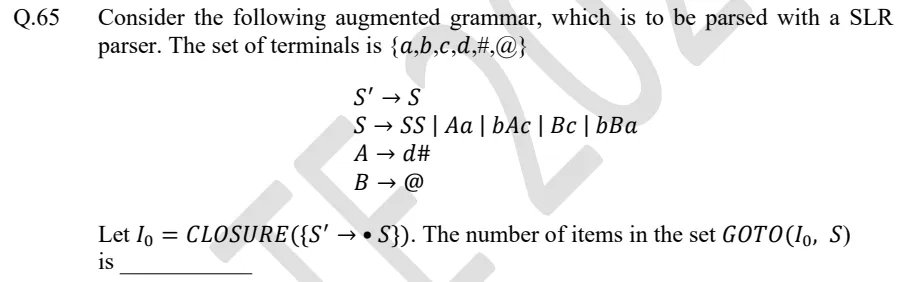 Q.65 Consider the following augmented grammar, which is to be parsed with a SLR
parser. The set of terminals is {a,b,c,d,#,@}
S′ → S
S → SS | Aa | bAc | Bc | bBa
A → d#
B → @
Let I₀ = CLOSURE({S′ → • S}). The number of items in the set GOTO(I₀, S)
is ____________